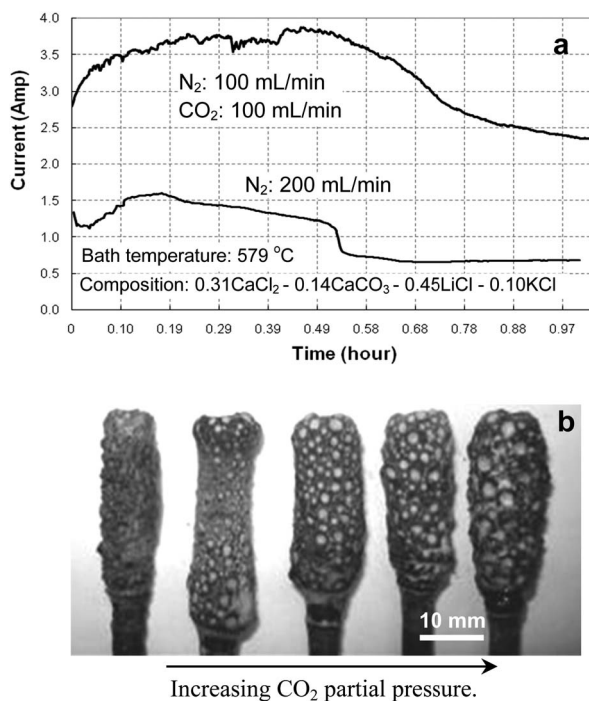 a
4.0
3.5
3.0
2.5
2.0
1.5
1.0
0.5
0.0
Current (Amp)
N₂: 100 mL/min
CO₂: 100 mL/min
N₂: 200 mL/min
Bath temperature: 579 °C
Composition: 0.31CaCl₂ - 0.14CaCO₃ - 0.45LiCl - 0.10KCl
0 0.10 0.19 0.29 0.39 0.49 0.58 0.68 0.78 0.88 0.97
Time (hour)
b
10 mm
Increasing CO₂ partial pressure.